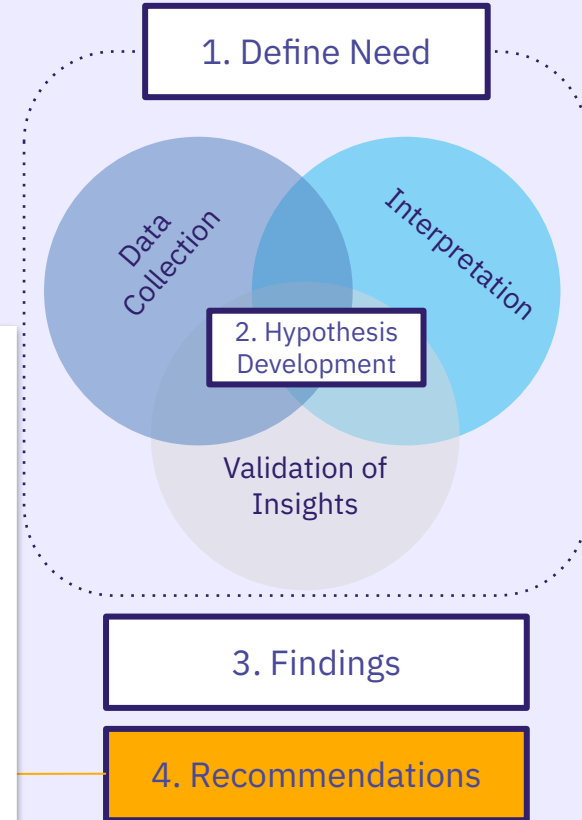 1. Define Need
Data
Collection
Interpretation
2. Hypothesis
Development
Validation of
Insights
3. Findings
4. Recommendations